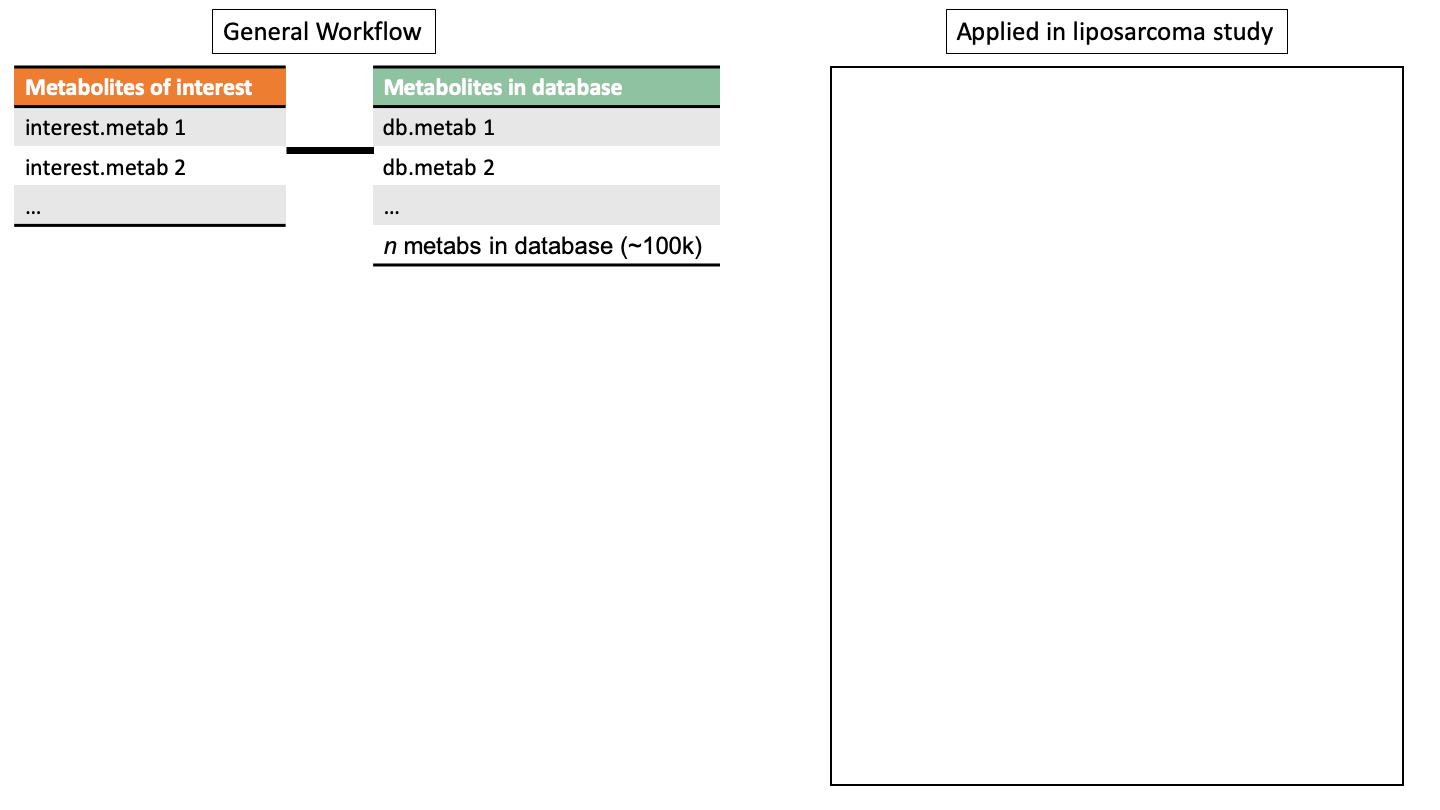 General Workflow
Applied in liposarcoma study
Metabolites of interest
interest.metab 1
interest.metab 2
...
Metabolites in database
db.metab 1
db.metab 2
...
n metabs in database (~100k)